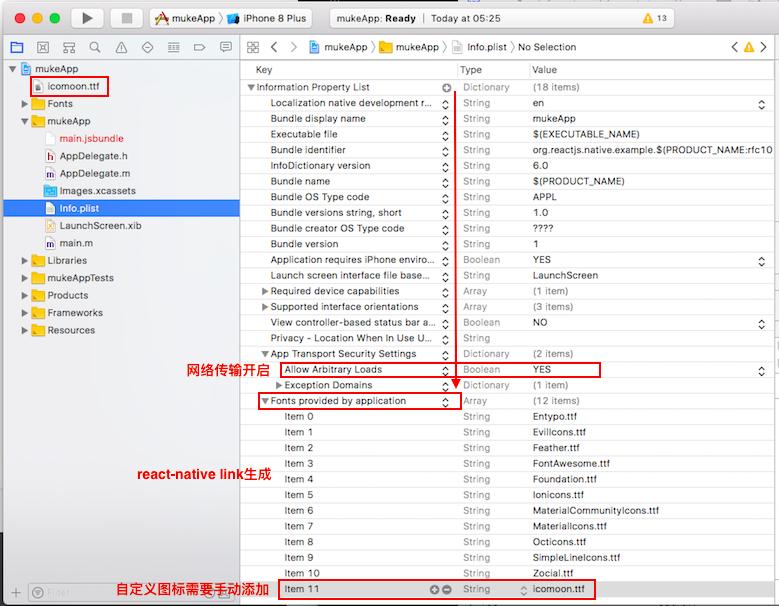 mukeApp
iPhone 8 Plus
mukeApp: Ready | Today at 05:25
13
mukeApp
mukeApp
Info.plist
No Selection
mukeApp
icomoon.ttf
Fonts
mukeApp
main.jsbundle
AppDelegate.h
AppDelegate.m
Images.xcassets
Info.plist
LaunchScreen.xib
main.m
Libraries
mukeAppTests
Products
Frameworks
Resources
Filter
Key Type Value
Information Property List Dictionary (18 items)
Localization native development r... String en
Bundle display name String mukeApp
Executable file String $(EXECUTABLE_NAME)
Bundle identifier String org.reactjs.native.example.$(PRODUCT_NAME:rfc10
InfoDictionary version String 6.0
Bundle name String $(PRODUCT_NAME)
Bundle OS Type code String APPL
Bundle versions string, short String 1.0
Bundle creator OS Type code String ????
Bundle version String 1
Application requires iPhone enviro... Boolean YES
Launch screen interface file base... String LaunchScreen
Required device capabilities Array (1 item)
Supported interface orientations Array (3 items)
View controller-based status bar a... Boolean NO
Privacy - Location When In Use U... String
App Transport Security Settings Dictionary (2 items)
网络传输开启
Allow Arbitrary Loads Boolean YES
Exception Domains Dictionary (1 item)
Fonts provided by application Array (12 items)
Item 0 String Entypo.ttf
Item 1 String EvilIcons.ttf
Item 2 String Feather.ttf
Item 3 String FontAwesome.ttf
react-native link生成
Item 4 String Foundation.ttf
Item 5 String Ionicons.ttf
Item 6 String MaterialCommunityIcons.ttf
Item 7 String MaterialIcons.ttf
Item 8 String Octicons.ttf
Item 9 String SimpleLineIcons.ttf
Item 10 String Zocial.ttf
自定义图标需要手动添加
Item 11 String icomoon.ttf